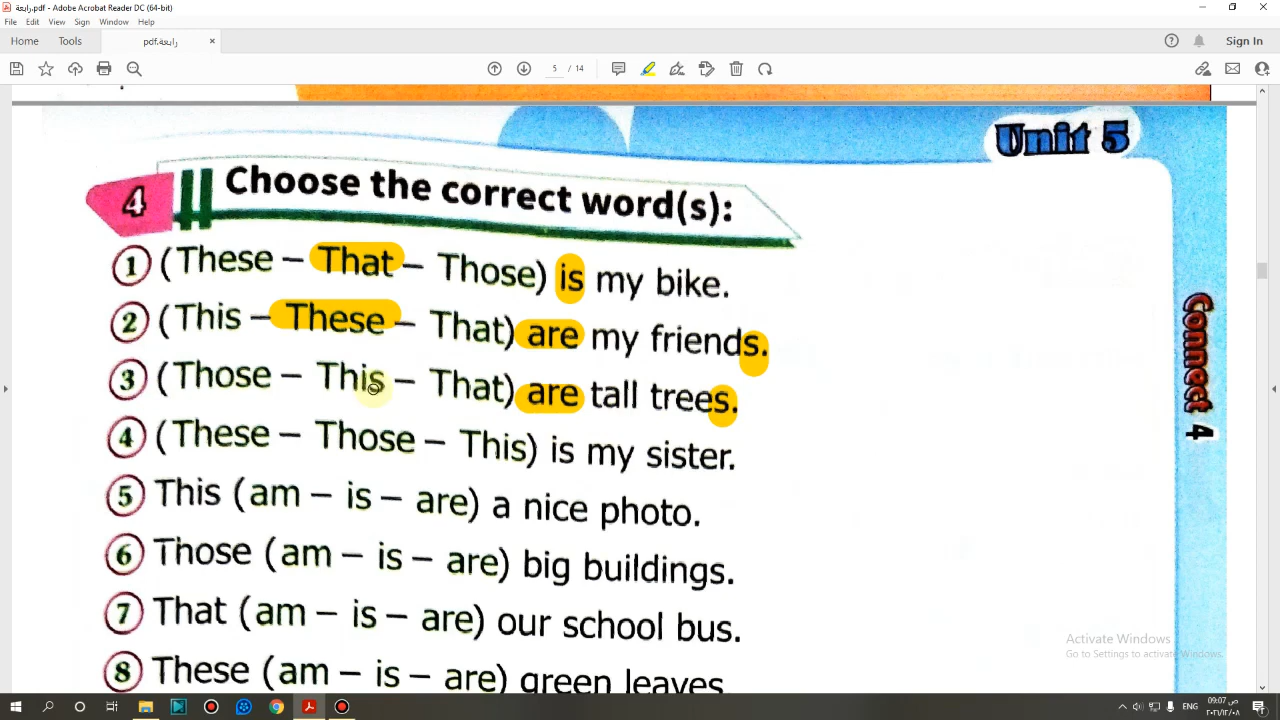 رابعة.pdf - Adobe Acrobat Reader DC (64-bit)
File Edit View Sign Window Help
Home Tools رابعة.pdf × Sign In
5 / 14
Unit 5
4 Choose the correct word(s):
1 (These – That – Those) is my bike.
2 (This – These – That) are my friends.
3 (Those – This – That) are tall trees.
4 (These – Those – This) is my sister.
5 This (am – is – are) a nice photo.
6 Those (am – is – are) big buildings.
7 That (am – is – are) our school bus.
8 These (am – is – are) green leaves
Connect 4
Activate Windows
Go to Settings to activate Windows.
ENG 09:07 ص